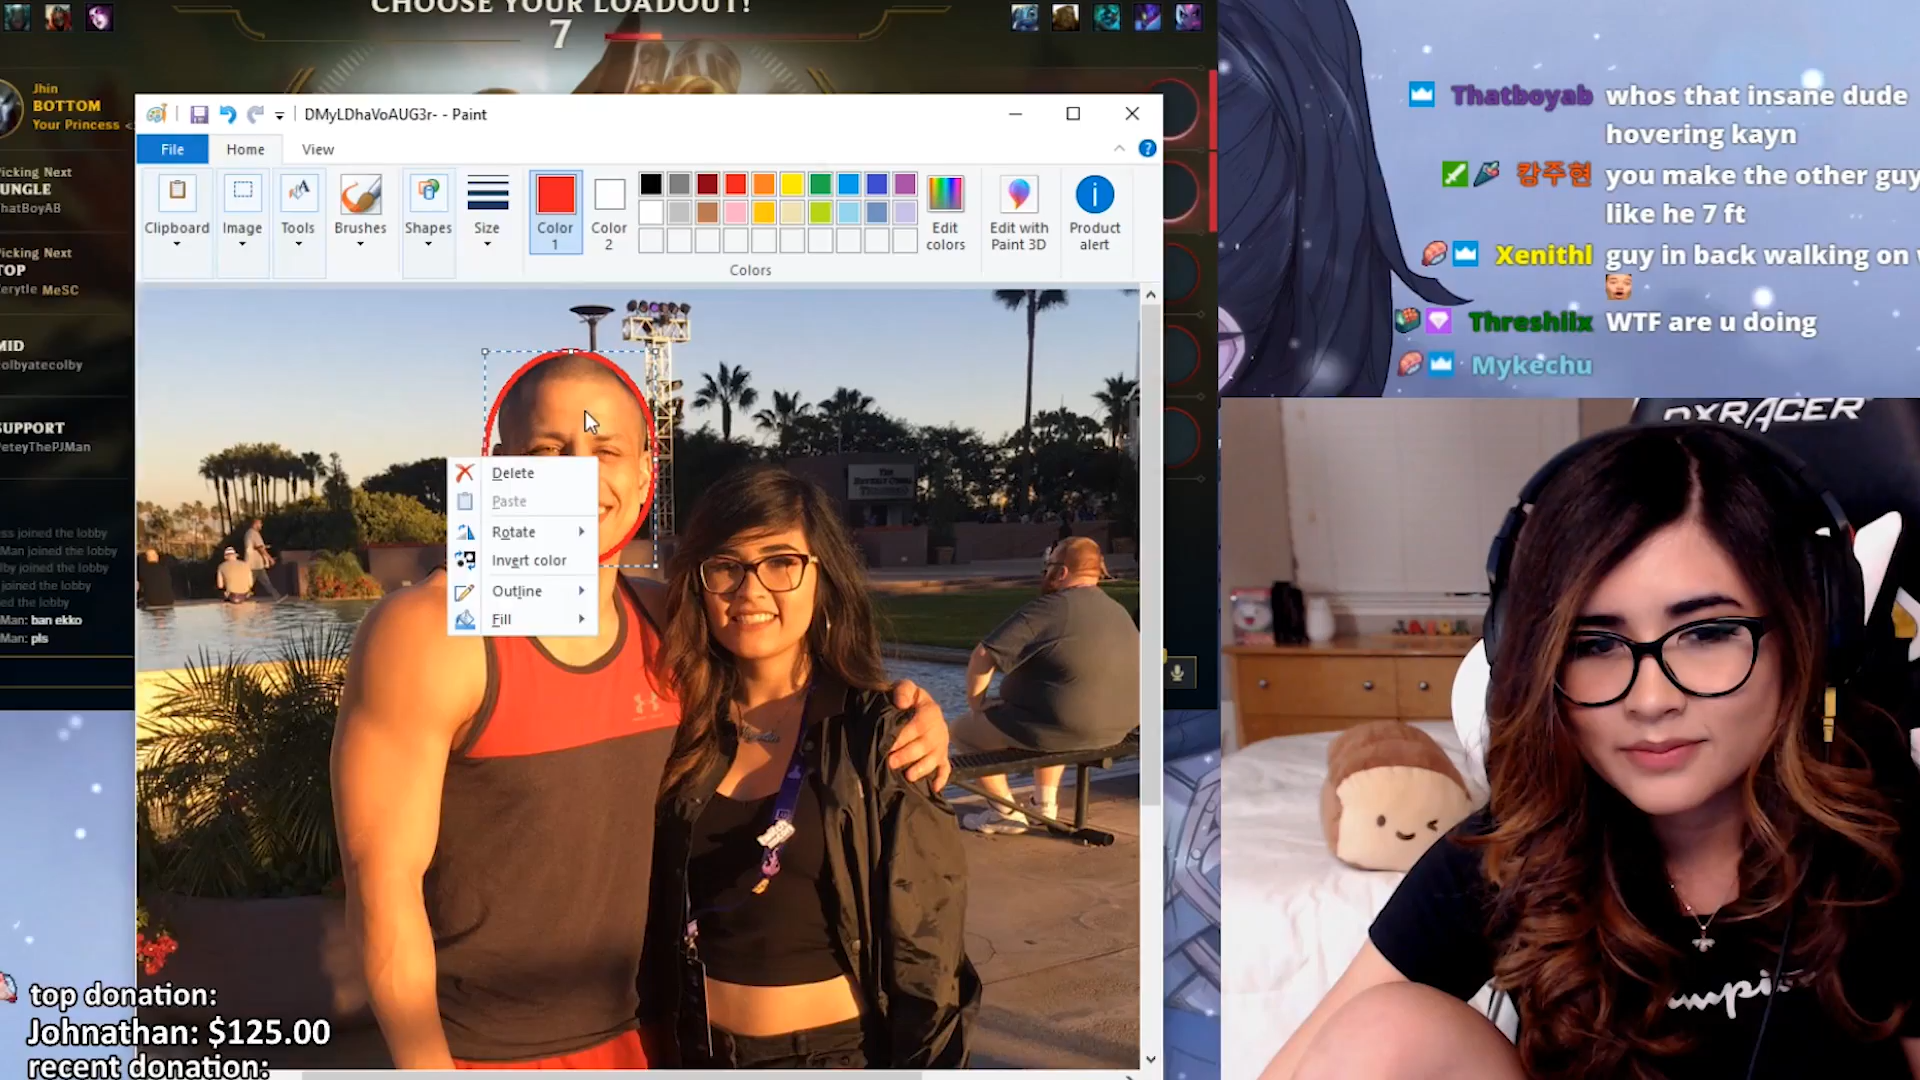 CHOOSE YOUR LOADOUT!
7
Jhin
BOTTOM
Your Princess <
Picking Next
JUNGLE
ThatBoyAB
Picking Next
TOP
MeSC
MID
colbyatecolby
SUPPORT
PeteyThePJMan
joined the lobby
Man joined the lobby
joined the lobby
joined the lobby
the lobby
Man: ban ekko
Man: pls
DMyLDhaVoAUG3r- - Paint
File
Home
View
Clipboard
Image
Tools
Brushes
Shapes
Size
Color
1
Color
2
Edit
colors
Edit with
Paint 3D
Product
alert
Colors
Delete
Paste
Rotate
Invert color
Outline
Fill
Thatboyab whos that insane dude
hovering kayn
캄주현 you make the other guy
like he 7 ft
Xenithl guy in back walking on
Threshiix WTF are u doing
Mykechu
DXRACER
top donation:
Johnathan: $125.00
recent donation: